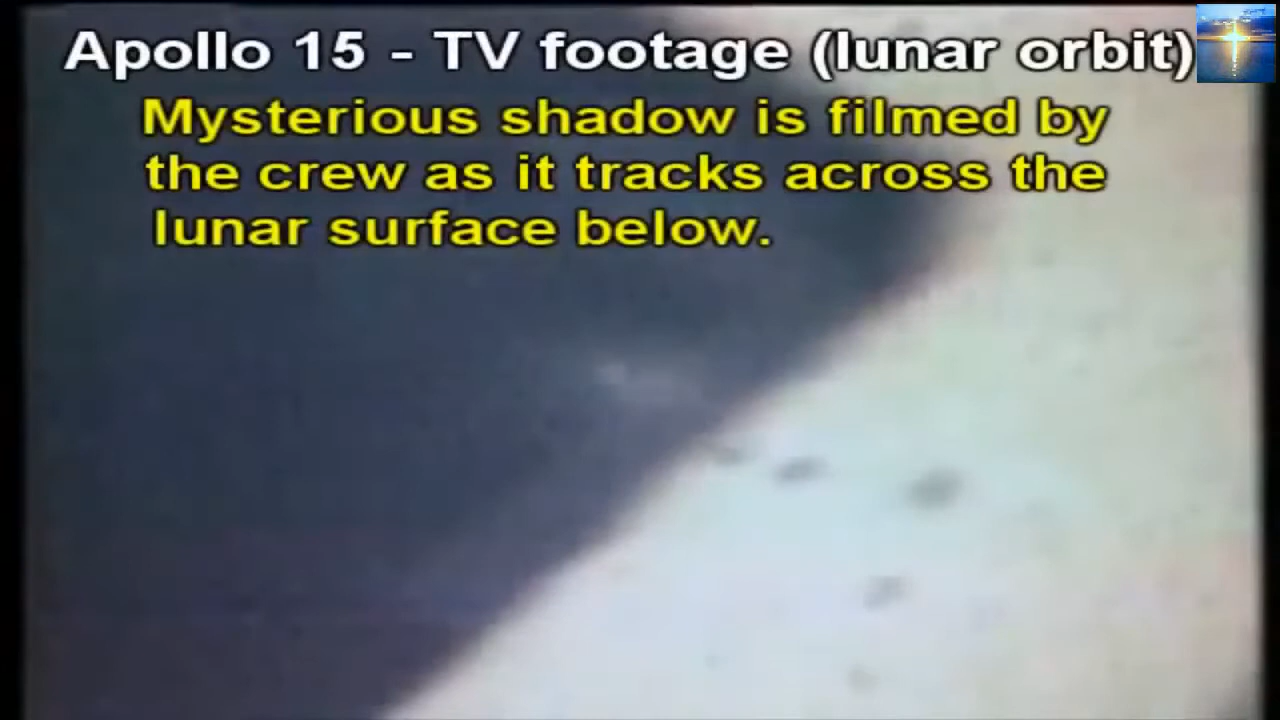 Apollo 15 - TV footage (lunar orbit)
Mysterious shadow is filmed by
the crew as it tracks across the
lunar surface below.